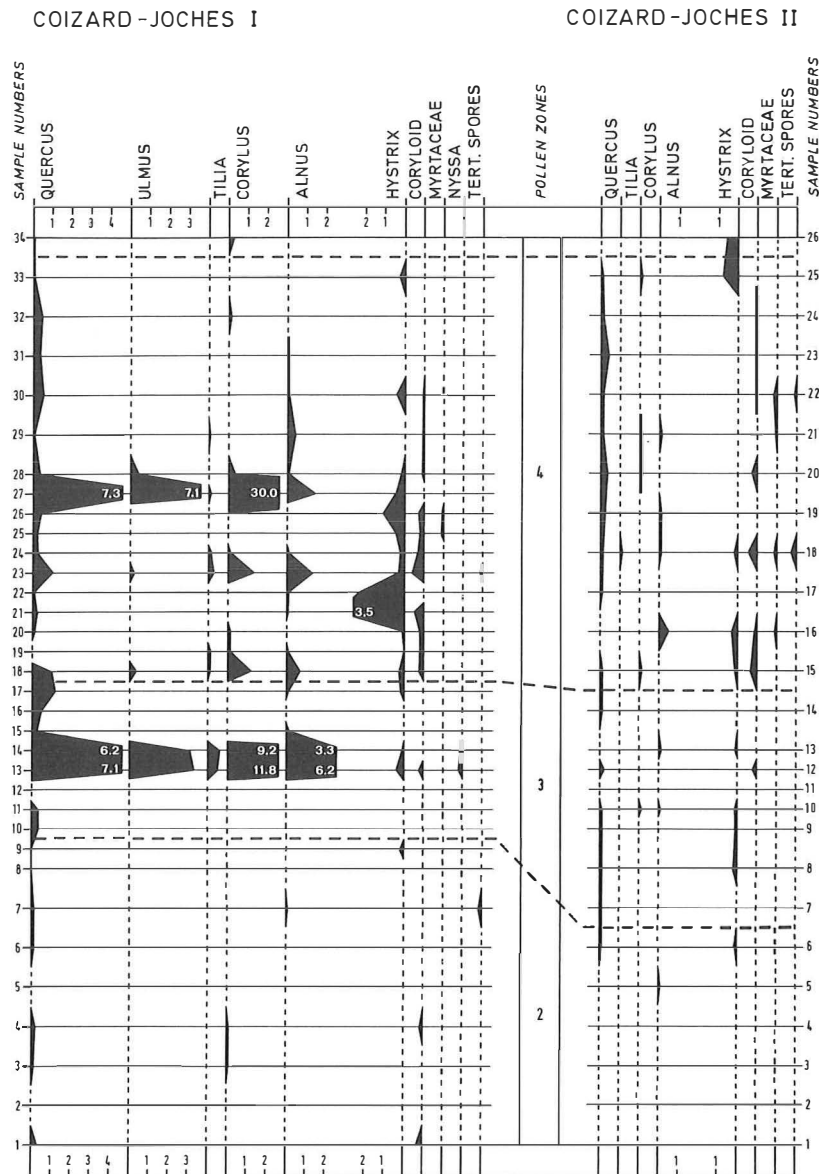 COIZARD-JOCHES I
COIZARD-JOCHES II
SAMPLE NUMBERS
QUERCUS
ULMUS
TILIA
CORYLUS
ALNUS
HYSTRIX
CORYLOID
MYRTACEAE
NYSSA
TERT. SPORES
POLLEN ZONES
QUERCUS
TILIA
CORYLUS
ALNUS
HYSTRIX
CORYLOID
MYRTACEAE
TERT. SPORES
SAMPLE NUMBERS
1 2 3 4 1 2 3 1 2 1 2 2 1 1 1
34 26
33 25
32 24
31 23
30 22
29 21
28 20
27 7.3 7.1 30.0 4
26 19
25
24 18
23
22 17
21 3,5
20 16
19
18 15
17
16 14
15
14 6.2 9,2 3.3 13
13 7.1 11.8 6.2 12
12 3 11
11 10
10 9
9
8 8
7 7
6 6
5 5
4 2 4
3 3
2 2
1 1
1 2 3 4 1 2 3 1 2 1 2 2 1 1 1